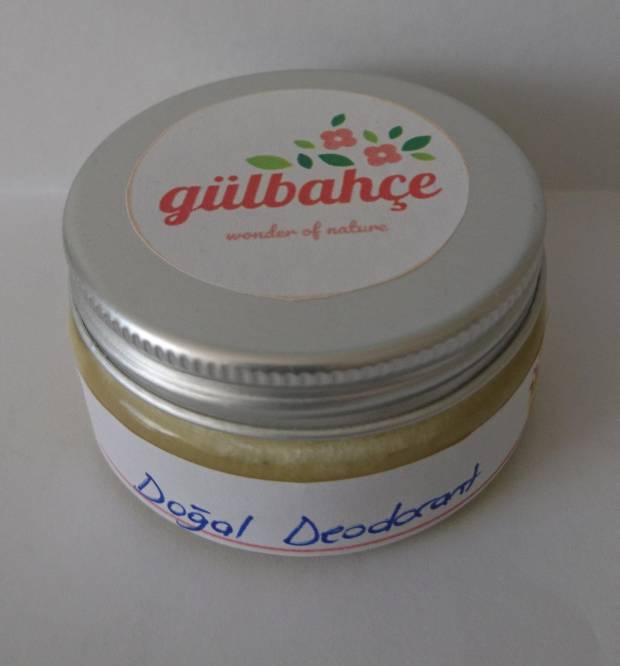 gülbahçe
wonder of nature
Doğal Deodorant